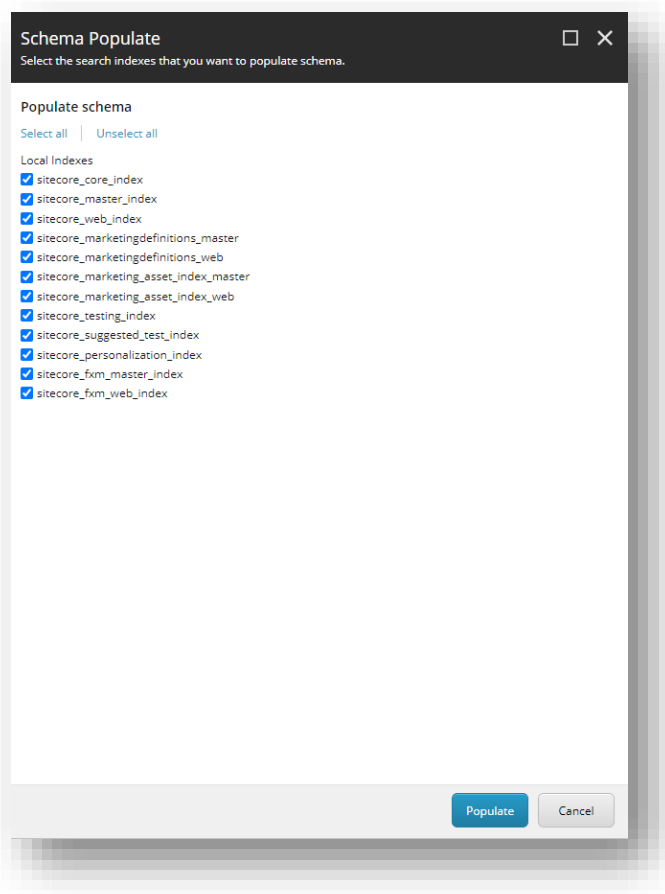 Schema Populate
Select the search indexes that you want to populate schema.
Populate schema
Select all Unselect all
Local Indexes
sitecore_core_index
sitecore_master_index
sitecore_web_index
sitecore_marketingdefinitions_master
sitecore_marketingdefinitions_web
sitecore_marketing_asset_index_master
sitecore_marketing_asset_index_web
sitecore_testing_index
sitecore_suggested_test_index
sitecore_personalization_index
sitecore_fxm_master_index
sitecore_fxm_web_index
Populate Cancel